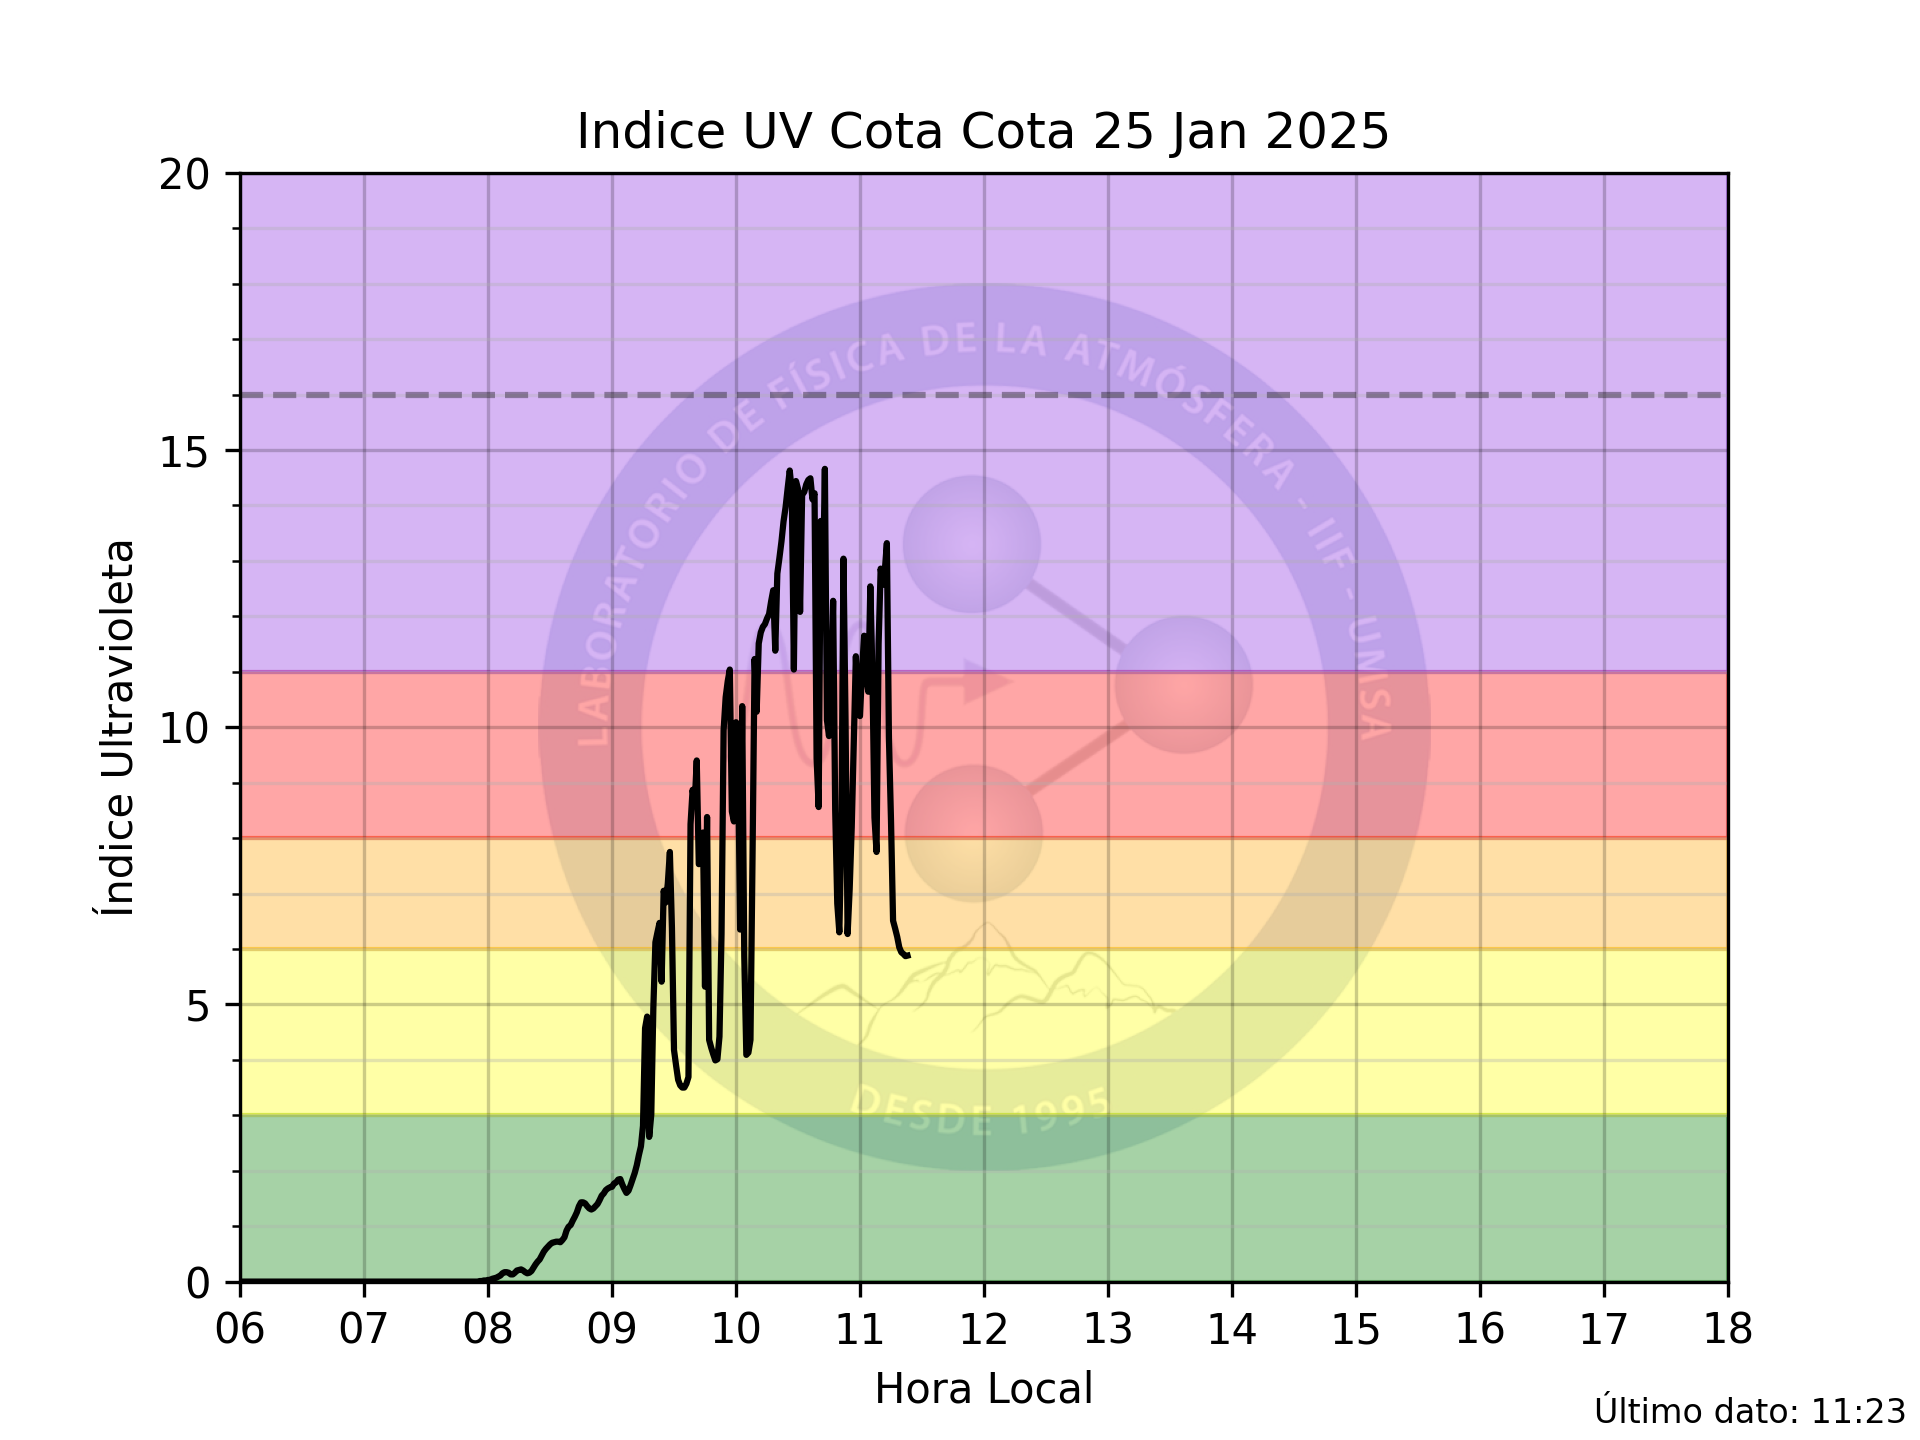 Indice UV Cota Cota 25 Jan 2025
20
15
10
5
0
Índice Ultravioleta
LABORATORIO DE FÍSICA DE LA ATMÓSFERA - IIF - UMSA
DESDE 1995
06 07 08 09 10 11 12 13 14 15 16 17 18
Hora Local
Último dato: 11:23